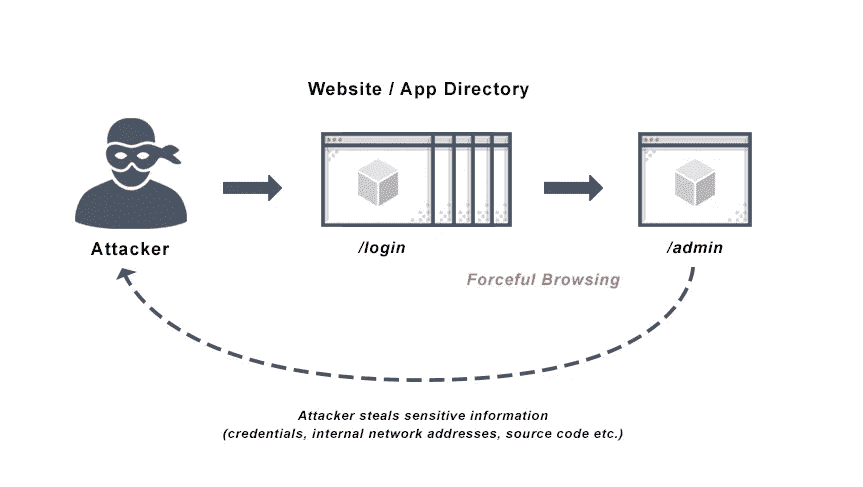 Website / App Directory
Attacker
/login
/admin
Forceful Browsing
Attacker steals sensitive information
(credentials, internal network addresses, source code etc.)